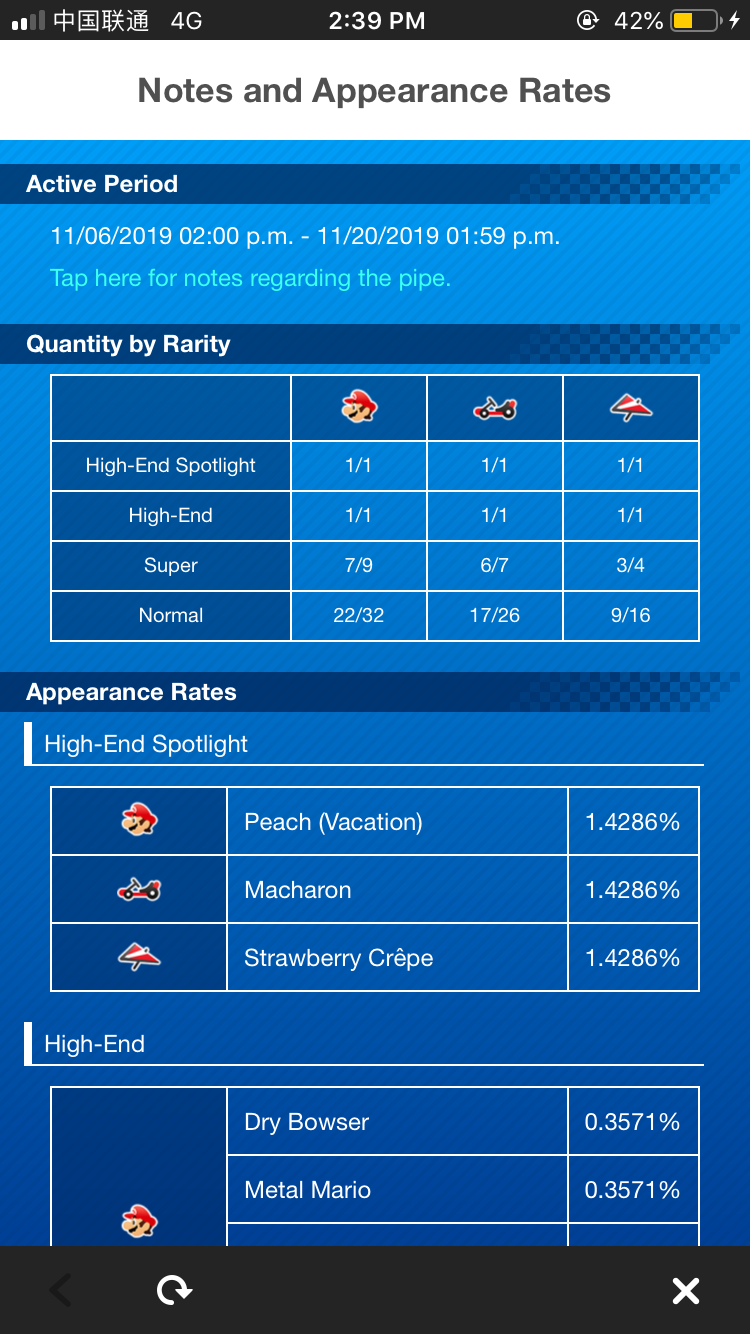 中国联通 4G 2:39 PM 42%
Notes and Appearance Rates
Active Period
11/06/2019 02:00 p.m. - 11/20/2019 01:59 p.m.
Tap here for notes regarding the pipe.
Quantity by Rarity
High-End Spotlight 1/1 1/1 1/1
High-End 1/1 1/1 1/1
Super 7/9 6/7 3/4
Normal 22/32 17/26 9/16
Appearance Rates
High-End Spotlight
Peach (Vacation) 1.4286%
Macharon 1.4286%
Strawberry Crêpe 1.4286%
High-End
Dry Bowser 0.3571%
Metal Mario 0.3571%